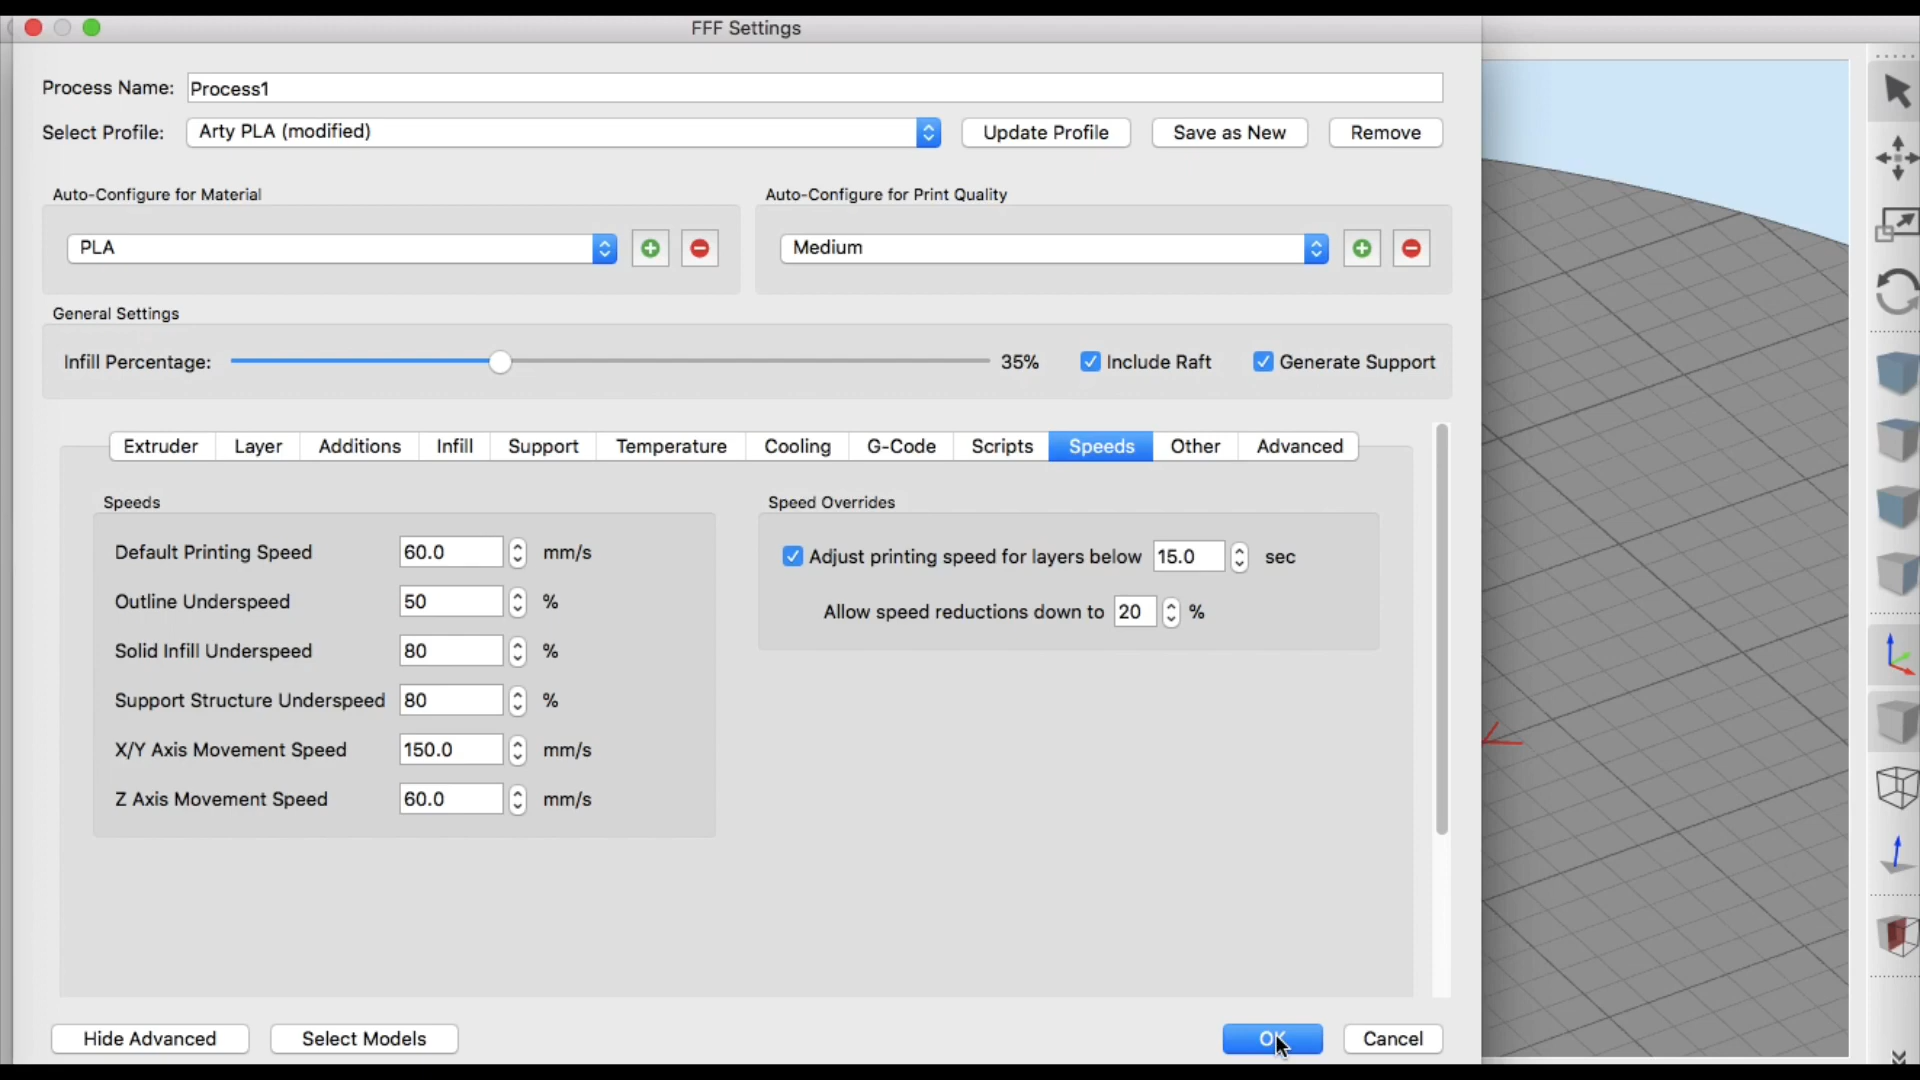 FFF Settings
Process Name: Process1
Select Profile: Arty PLA (modified) Update Profile Save as New Remove
Auto-Configure for Material Auto-Configure for Print Quality
PLA Medium
General Settings
Infill Percentage: 35% Include Raft Generate Support
Extruder Layer Additions Infill Support Temperature Cooling G-Code Scripts Speeds Other Advanced
Speeds Speed Overrides
Default Printing Speed 60.0 mm/s
Adjust printing speed for layers below 15.0 sec
Outline Underspeed 50 %
Allow speed reductions down to 20 %
Solid Infill Underspeed 80 %
Support Structure Underspeed 80 %
X/Y Axis Movement Speed 150.0 mm/s
Z Axis Movement Speed 60.0 mm/s
Hide Advanced Select Models OK Cancel